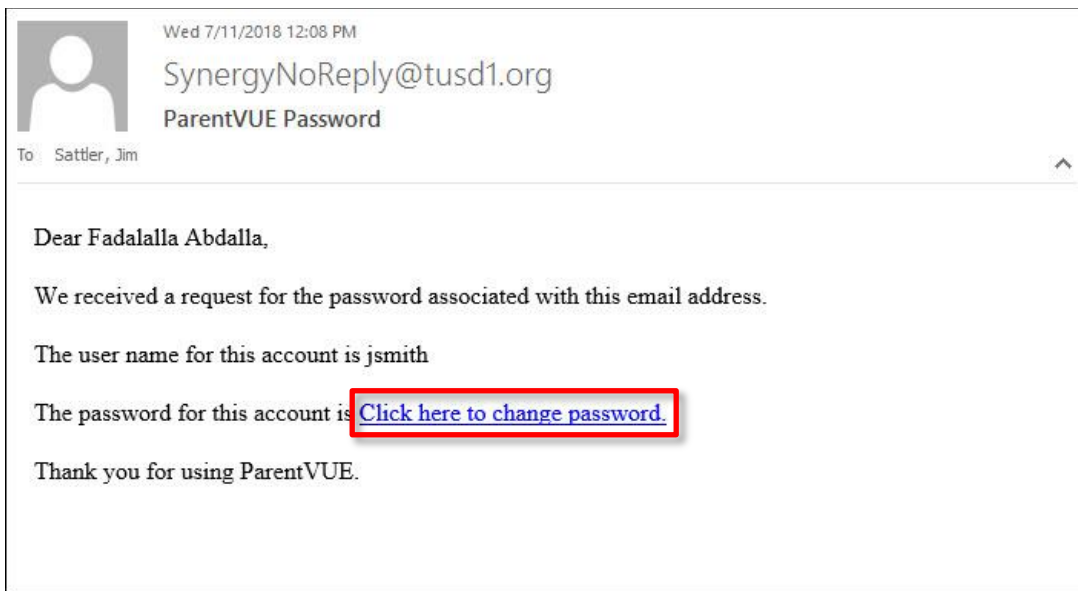 Wed 7/11/2018 12:08 PM
SynergyNoReply@tusd1.org
ParentVUE Password
To Sattler, Jim
Dear Fadalalla Abdalla,
We received a request for the password associated with this email address.
The user name for this account is jsmith
The password for this account is Click here to change password.
Thank you for using ParentVUE.